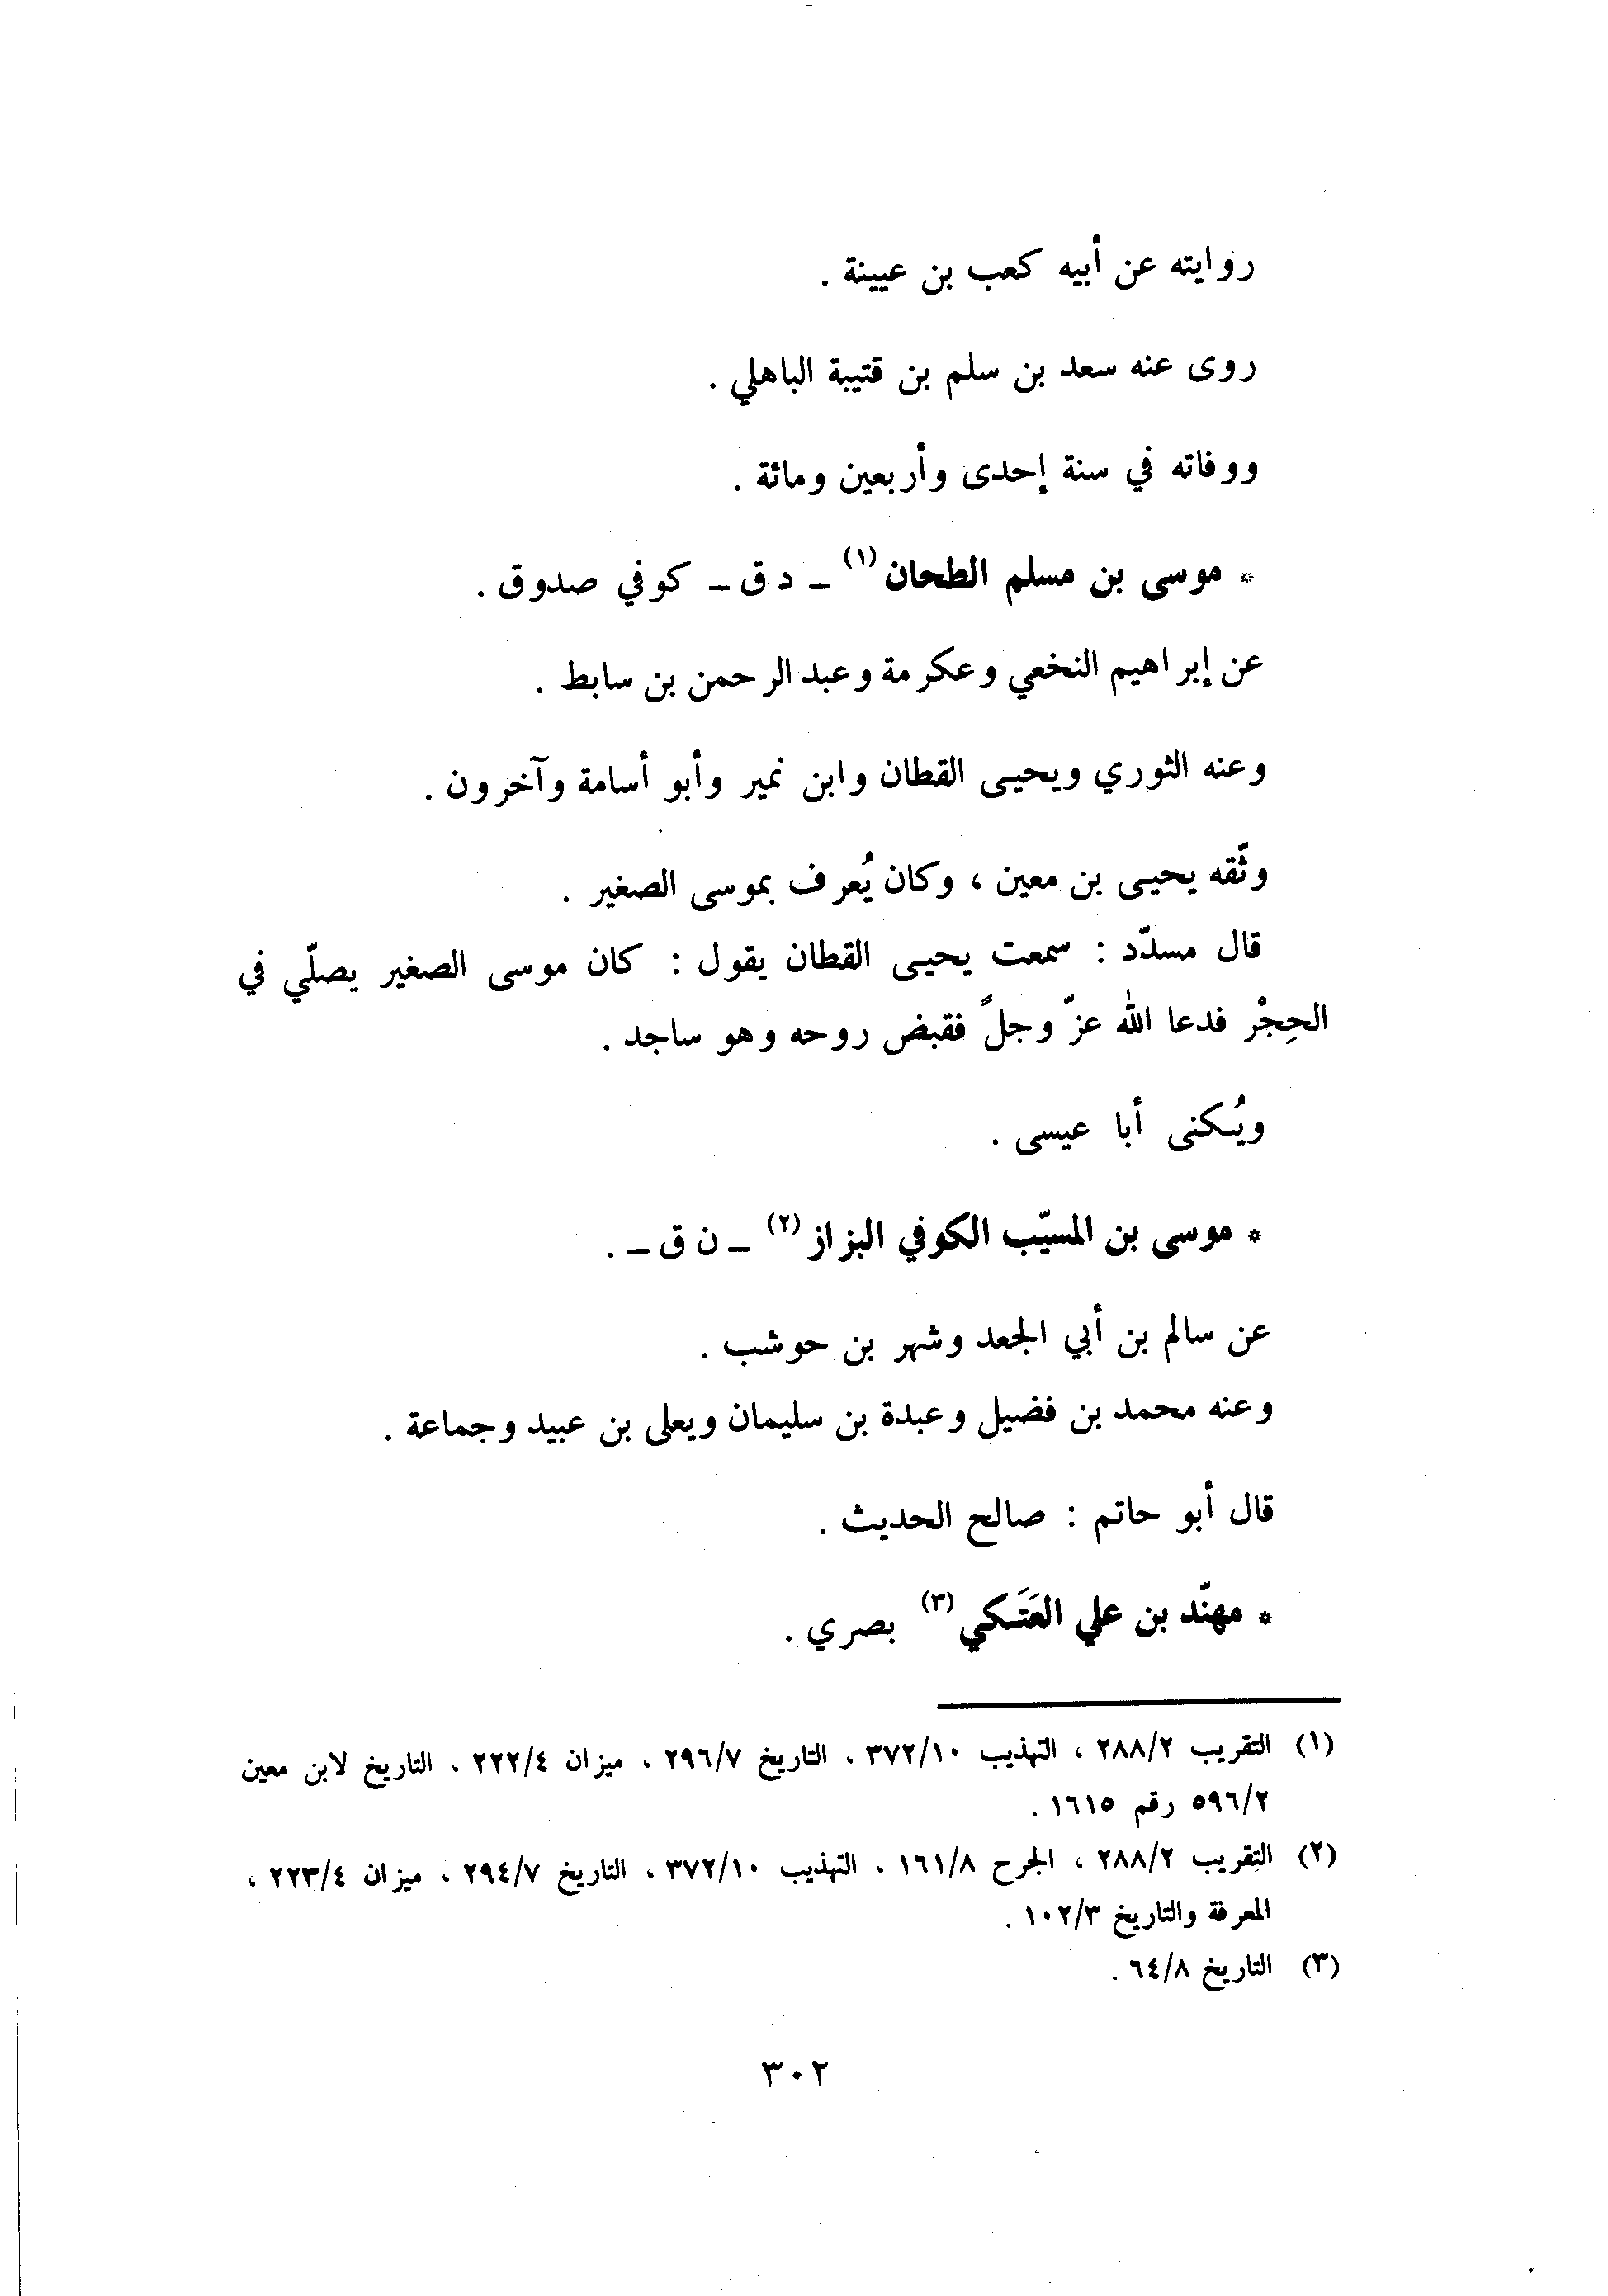 روايته عن أبيه كعب بن عيينة .
روى عنه سعد بن سلم بن قتيبة الباهلي .
ووفاته في سنة إحدى وأربعين ومائة .
* موسى بن مسلم الطحان (١) ـ د ق ـ كوفي صدوق .
عن إبراهيم النخعي وعكرمة وعبد الرحمن بن سابط .
وعنه الثوري ويحيى القطان وابن نمير وأبو أسامة وآخرون .
وثّقه يحيى بن معين ، وكان يُعرف بموسى الصغير .
قال مسدّد : سمعت يحيى القطان يقول : كان موسى الصغير يصلّي في
الحِجْر فدعا الله عزّ وجلً فقبض روحه وهو ساجد .
ويُكنى أبا عيسى .
* موسى بن المسيّب الكوفي البزاز (٢) ـ ن ق ـ .
عن سالم بن أبي الجعد وشهر بن حوشب .
وعنه محمد بن فضيل وعبدة بن سليمان ويعلى بن عبيد وجماعة .
قال أبو حاتم : صالح الحديث .
* مهنّد بن علي العَتَكي (٣) بصري .
(١) التقريب ٢٨٨/٢ ، التهذيب ٣٧٢/١٠ ، التاريخ ٢٩٦/٧ ، ميزان ٢٢٢/٤ ، التاريخ لابن معين
٥٩٦/٢ رقم ١٦١٥ .
(٢) التقريب ٢٨٨/٢ ، الجرح ١٦١/٨ ، التهذيب ٣٧٢/١٠ ، التاريخ ٢٩٤/٧ ، ميزان ٢٢٣/٤ ،
المعرفة والتاريخ ١٠٢/٣ .
(٣) التاريخ ٦٤/٨ .
٣٠٢